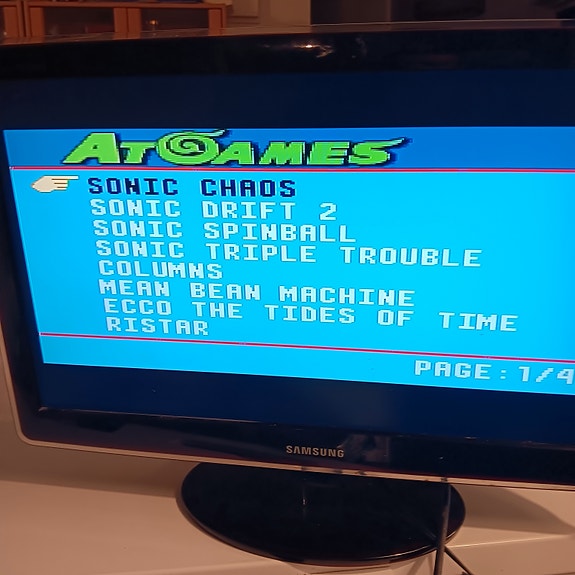 ATGAMES
SONIC CHAOS
SONIC DRIFT 2
SONIC SPINBALL
SONIC TRIPLE TROUBLE
COLUMNS
MEAN BEAN MACHINE
ECCO THE TIDES OF TIME
RISTAR
PAGE:1/4
SAMSUNG